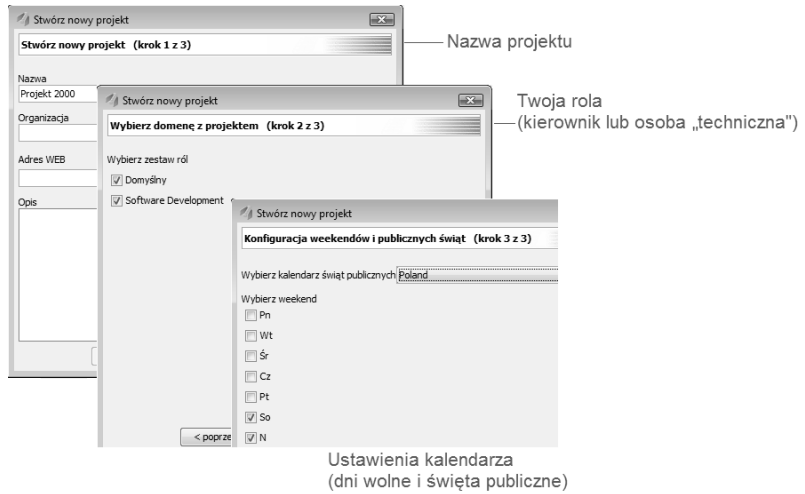 Stwórz nowy projekt
Stwórz nowy projekt (krok 1 z 3)
Nazwa projektu
Nazwa
Projekt 2000
Organizacja
Adres WEB
Opis
Stwórz nowy projekt
Wybierz domenę z projektem (krok 2 z 3)
Twoja rola
(kierownik lub osoba „techniczna")
Wybierz zestaw ról
Domyślny
Software Development
< poprze
Stwórz nowy projekt
Konfiguracja weekendów i publicznych świąt (krok 3 z 3)
Wybierz kalendarz świąt publicznych Poland
Wybierz weekend
Pn
Wt
Śr
Cz
Pt
So
N
Ustawienia kalendarza
(dni wolne i święta publiczne)